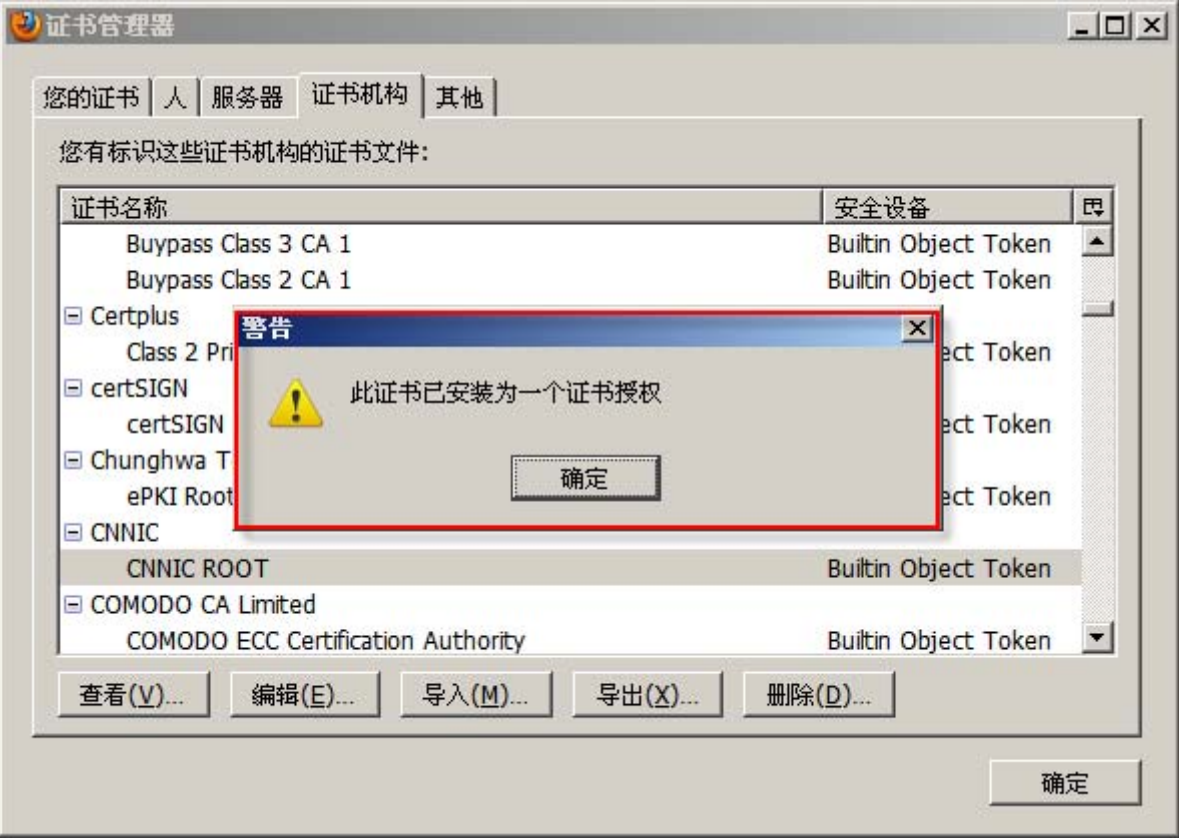 证书管理器
您的证书 人 服务器 证书机构 其他
您有标识这些证书机构的证书文件:
证书名称 安全设备
Buypass Class 3 CA 1 Builtin Object Token
Buypass Class 2 CA 1 Builtin Object Token
Certplus
警告
Class 2 Pri ect Token
certSIGN
此证书已安装为一个证书授权
certSIGN ect Token
Chunghwa T
确定
ePKI Root ect Token
CNNIC
CNNIC ROOT Builtin Object Token
COMODO CA Limited
COMODO ECC Certification Authority Builtin Object Token
查看(V)... 编辑(E)... 导入(M)... 导出(X)... 删除(D)...
确定